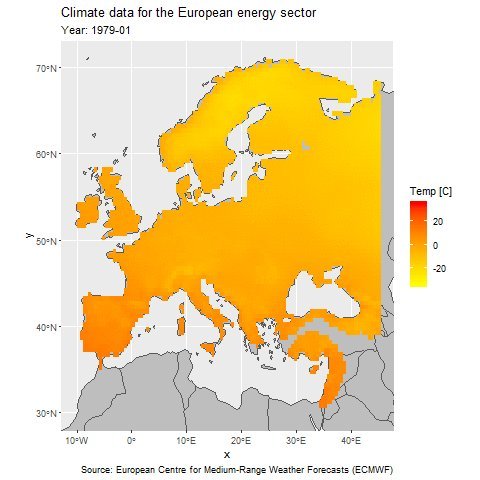 Climate data for the European energy sector
Year: 1979-01
70°N
60°N
50°N
40°N
30°N
y
10°W
0°
10°E
20°E
30°E
40°E
x
Temp [C]
20
0
-20
Source: European Centre for Medium-Range Weather Forecasts (ECMWF)